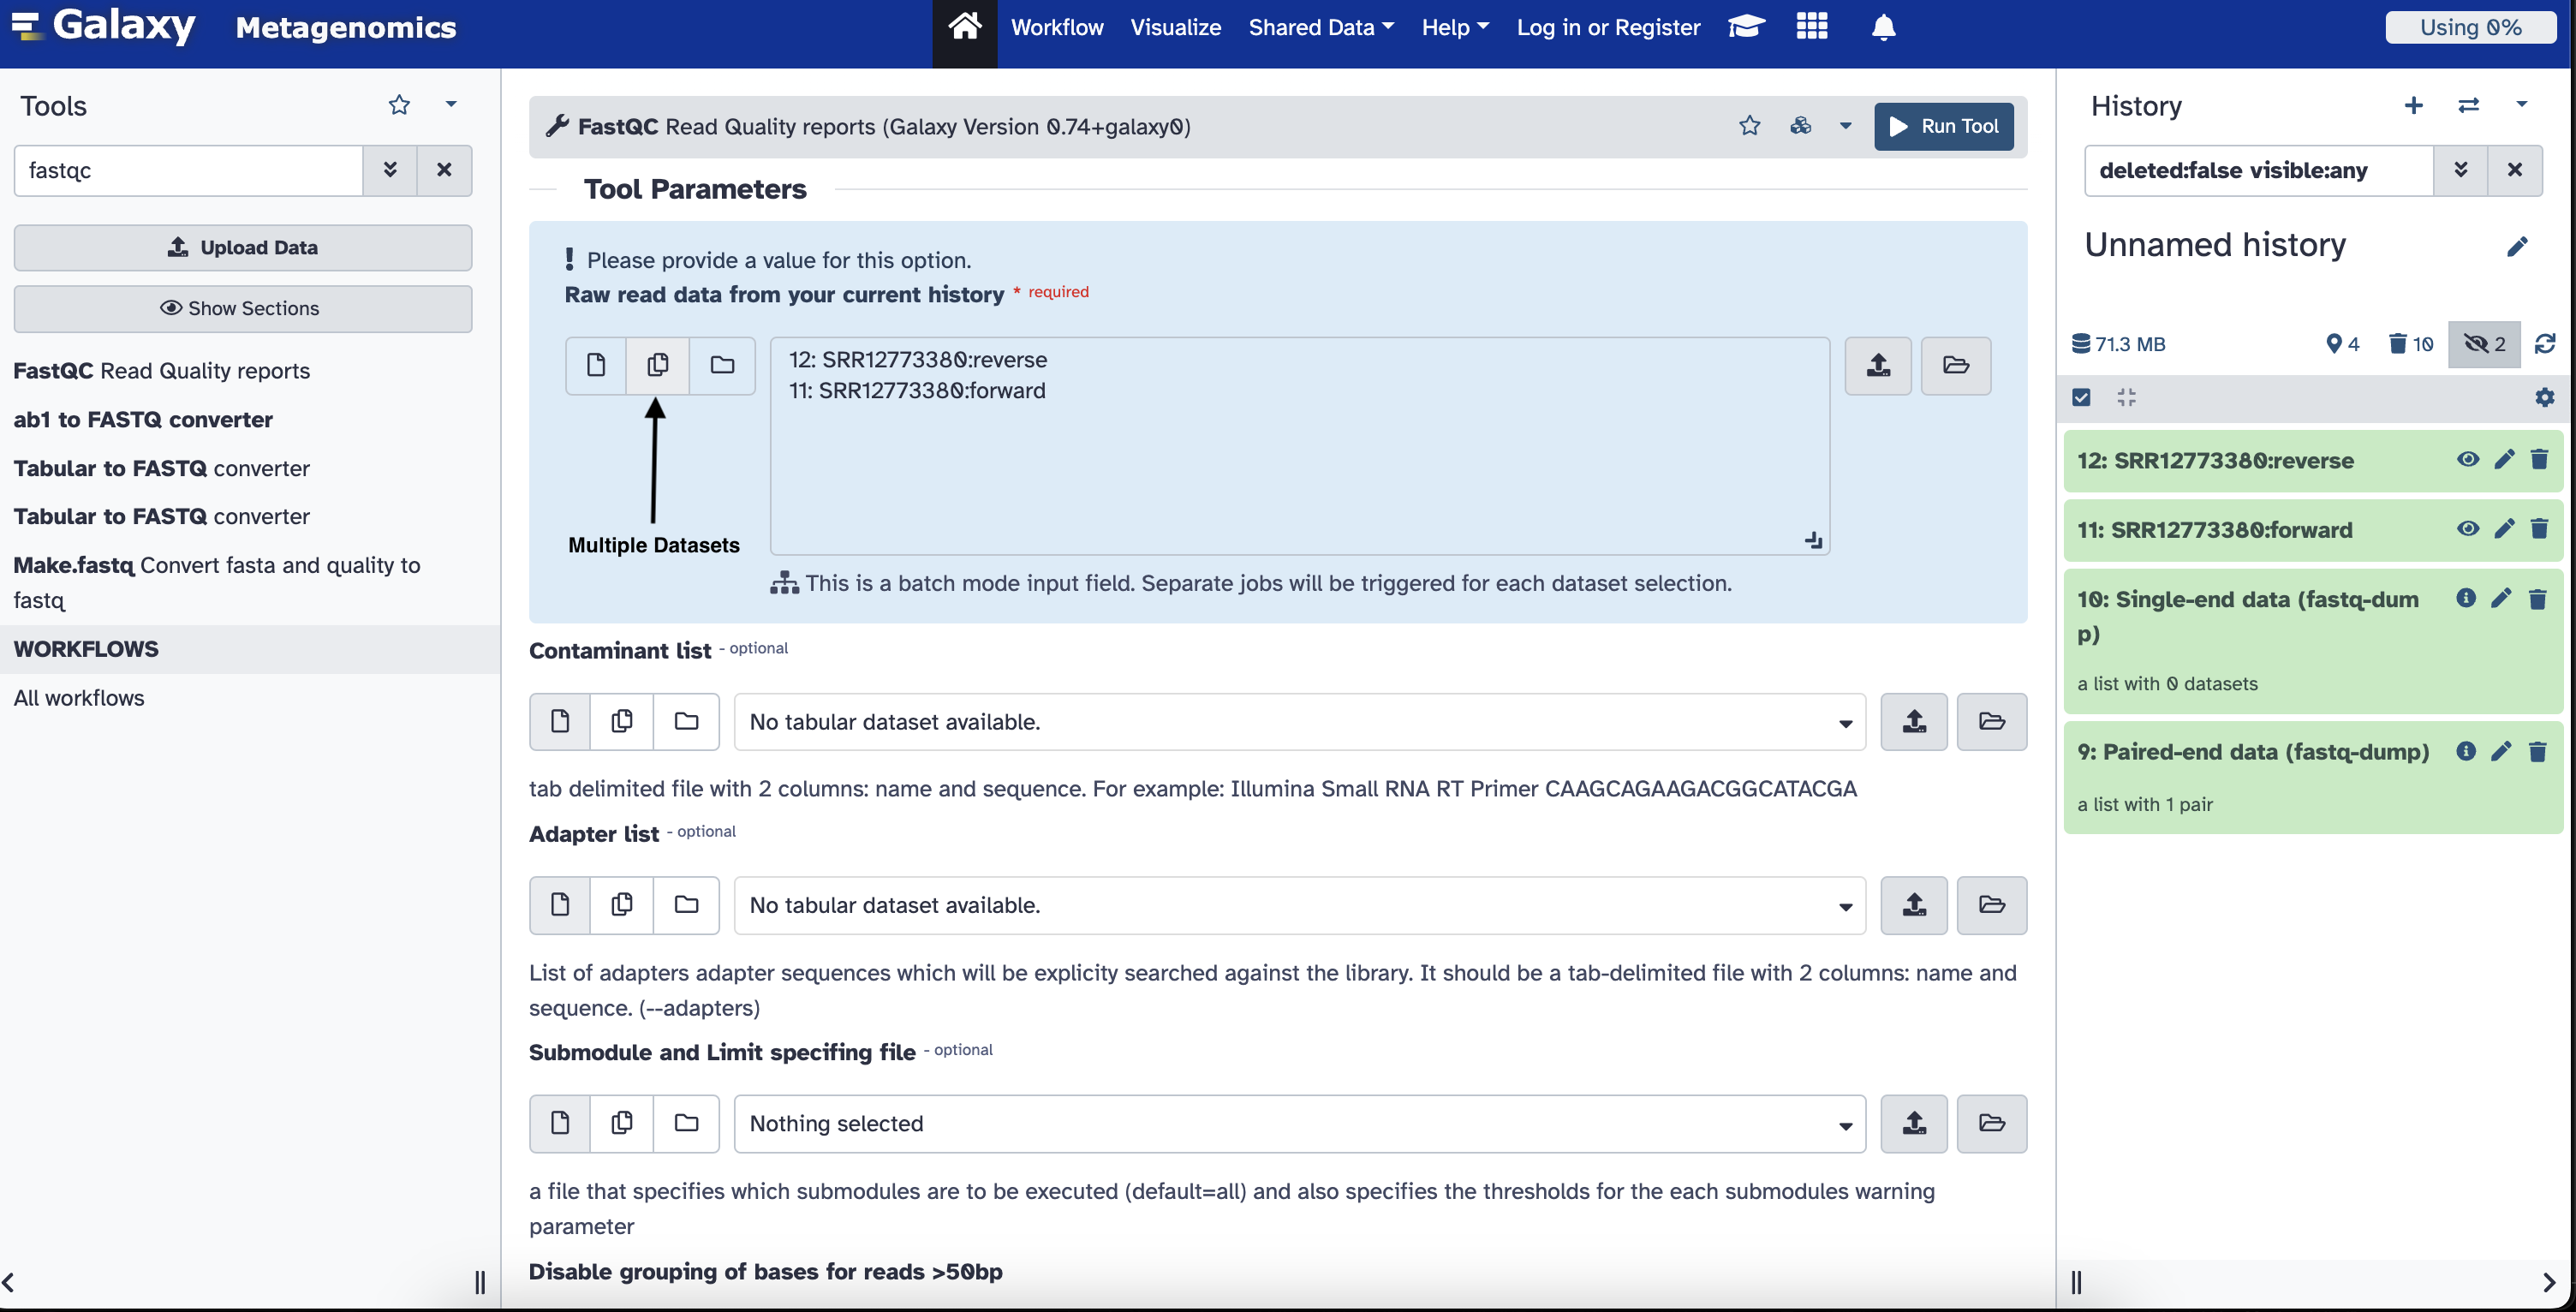 Galaxy Metagenomics Workflow Visualize Shared Data Help Log in or Register Using 0%
Tools
fastqc
Upload Data
Show Sections
FastQC Read Quality reports
ab1 to FASTQ converter
Tabular to FASTQ converter
Tabular to FASTQ converter
Make.fastq Convert fasta and quality to
fastq
WORKFLOWS
All workflows
FastQC Read Quality reports (Galaxy Version 0.74+galaxy0)
Run Tool
Tool Parameters
Please provide a value for this option.
Raw read data from your current history * required
12: SRR12773380:reverse
11: SRR12773380:forward
Multiple Datasets
This is a batch mode input field. Separate jobs will be triggered for each dataset selection.
Contaminant list - optional
No tabular dataset available.
tab delimited file with 2 columns: name and sequence. For example: Illumina Small RNA RT Primer CAAGCAGAAGACGGCATACGA
Adapter list - optional
No tabular dataset available.
List of adapters adapter sequences which will be explicity searched against the library. It should be a tab-delimited file with 2 columns: name and
sequence. (--adapters)
Submodule and Limit specifing file - optional
Nothing selected
a file that specifies which submodules are to be executed (default=all) and also specifies the thresholds for the each submodules warning
parameter
Disable grouping of bases for reads >50bp
History
deleted:false visible:any
Unnamed history
71.3 MB 4 10 2
12: SRR12773380:reverse
11: SRR12773380:forward
10: Single-end data (fastq-dum
p)
a list with 0 datasets
9: Paired-end data (fastq-dump)
a list with 1 pair